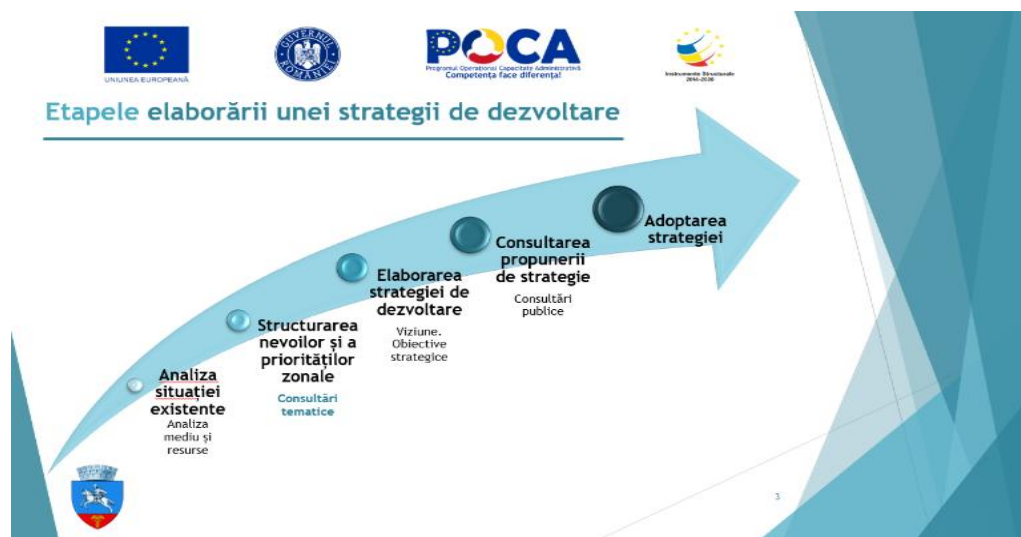 UNIUNEA EUROPEANĂ
GUVERNUL
ROMÂNIEI
POCA
Programul Operațional Capacitate Administrativă
Competența face diferența!
Instrumente Structurale
2014-2020
Etapele elaborării unei strategii de dezvoltare
Analiza
situației
existente
Analiza
mediu și
resurse
Structurarea
nevoilor și a
priorităților
zonale
Consultări
tematice
Elaborarea
strategiei de
dezvoltare
Viziune.
Obiective
strategice
Consultarea
propunerii
de strategie
Consultări
publice
Adoptarea
strategiei
3